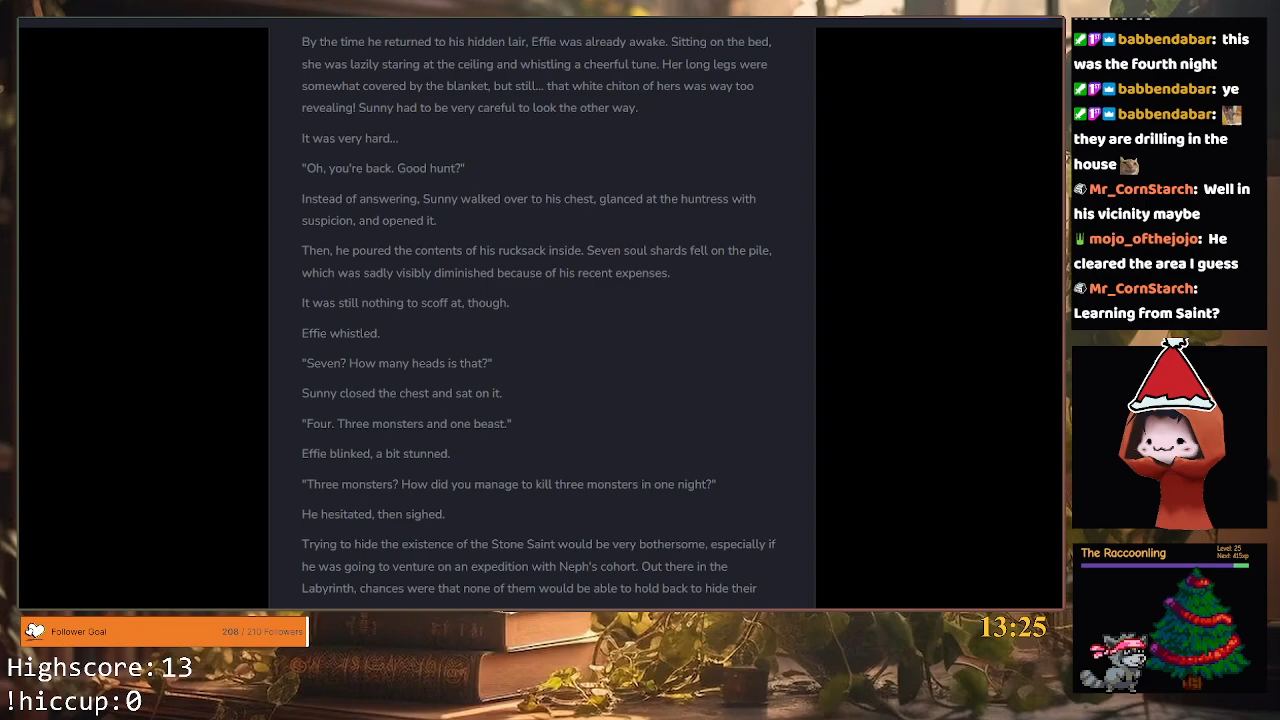 By the time he returned to his hidden lair, Effie was already awake. Sitting on the bed,
she was lazily staring at the ceiling and whistling a cheerful tune. Her long legs were
somewhat covered by the blanket, but still... that white chiton of hers was way too
revealing! Sunny had to be very careful to look the other way.
It was very hard...
"Oh, you're back. Good hunt?"
Instead of answering, Sunny walked over to his chest, glanced at the huntress with
suspicion, and opened it.
Then, he poured the contents of his rucksack inside. Seven soul shards fell on the pile,
which was sadly visibly diminished because of his recent expenses.
It was still nothing to scoff at, though.
Effie whistled.
"Seven? How many heads is that?"
Sunny closed the chest and sat on it.
"Four. Three monsters and one beast."
Effie blinked, a bit stunned.
"Three monsters? How did you manage to kill three monsters in one night?"
He hesitated, then sighed.
Trying to hide the existence of the Stone Saint would be very bothersome, especially if
he was going to venture on an expedition with Neph's cohort. Out there in the
Labyrinth, chances were that none of them would be able to hold back to hide their
babbendabar: this
was the fourth night
babbendabar: ye
babbendabar:
they are drilling in the
house
Mr_CornStarch: Well in
his vicinity maybe
mojo_ofthejojo: He
cleared the area I guess
Mr_CornStarch:
Learning from Saint?
The Raccoonling
Level: 25
Next: 415xp
Follower Goal
208 / 210 Followers
13:25
Highscore:13
!hiccup:0